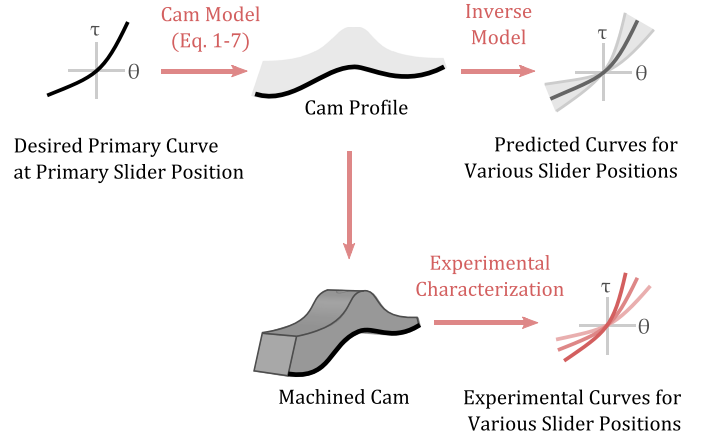 τ
θ
Cam Model
(Eq. 1-7)
Inverse
Model
τ
θ
Cam Profile
Desired Primary Curve
at Primary Slider Position
Predicted Curves for
Various Slider Positions
Experimental
Characterization
τ
θ
Machined Cam
Experimental Curves for
Various Slider Positions